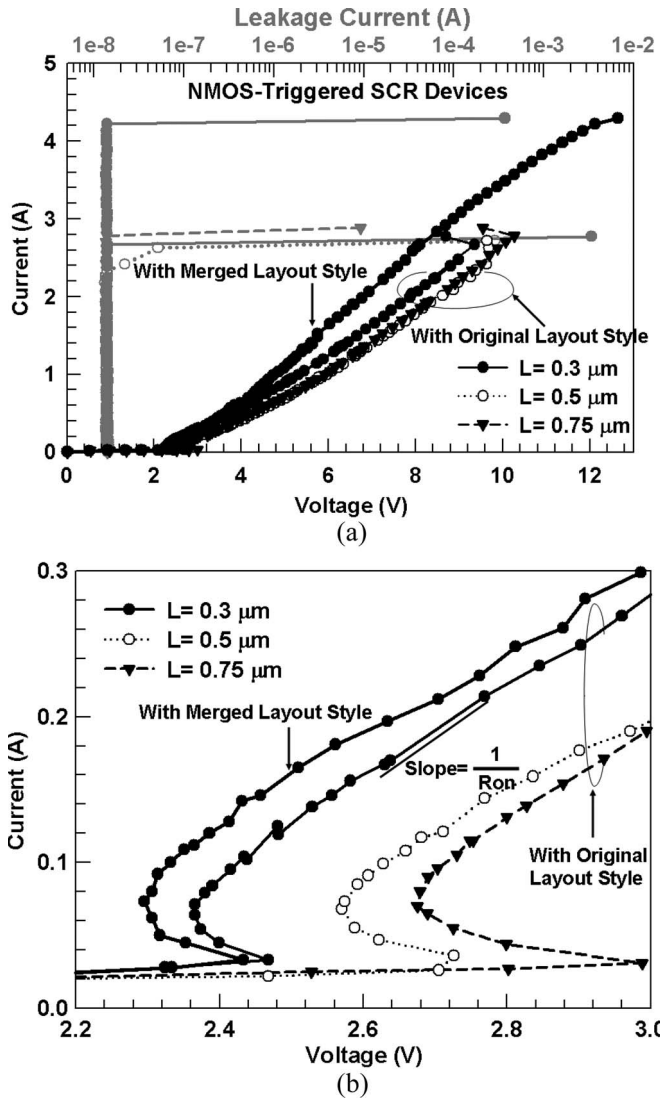 Leakage Current (A)
(a)
1e-8 1e-7 1e-6 1e-5 1e-4 1e-3 1e-2
5
NMOS-Triggered SCR Devices
4
3
With Merged Layout Style
2
With Original Layout Style
L= 0.3 μm
1
L= 0.5 μm
L= 0.75 μm
0
Current (A)
0 2 4 6 8 10 12
Voltage (V)
(a)
0.3
L= 0.3 μm
L= 0.5 μm
L= 0.75 μm
With Merged Layout Style
0.2
Slope= 1
Ron
0.1
With Original
Layout Style
0.0
Current (A)
2.2 2.4 2.6 2.8 3.0
Voltage (V)
(b)